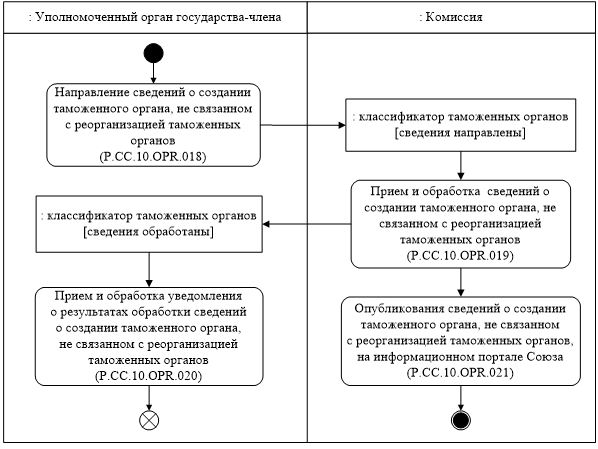 : Уполномоченный орган государства-члена
: Комиссия
Направление сведений о создании
таможенного органа, не связанном
с реорганизацией таможенных
органов
(P.CC.10.OPR.018)
: классификатор таможенных органов
[сведения направлены]
Прием и обработка сведений о
создании таможенного органа, не
связанном с реорганизацией
таможенных органов
(P.CC.10.OPR.019)
: классификатор таможенных органов
[сведения обработаны]
Прием и обработка уведомления
о результатах обработки сведений
о создании таможенного органа,
не связанном с реорганизацией
таможенных органов
(P.CC.10.OPR.020)
Опубликования сведений о создании
таможенного органа, не связанном
с реорганизацией таможенных органов,
на информационном портале Союза
(P.CC.10.OPR.021)